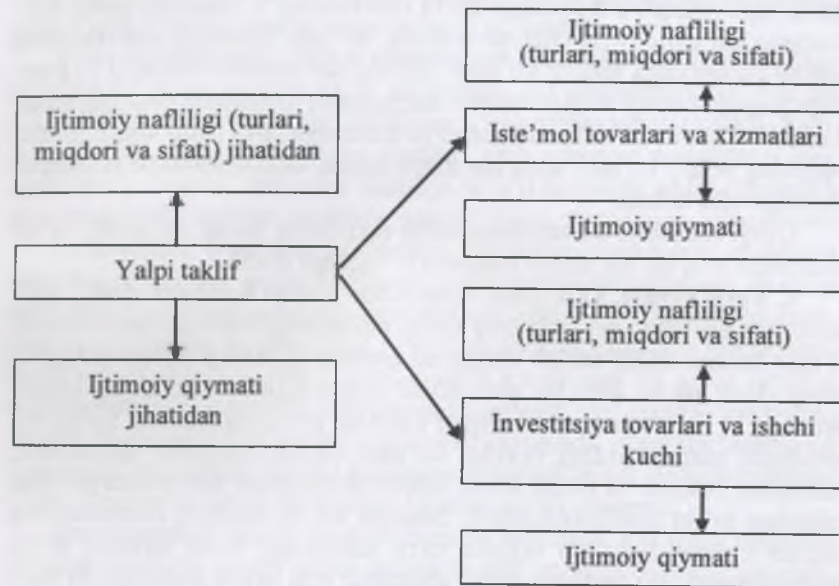 Ijtimoiy nafliligi (turlari,
miqdori va sifati) jihatidan
Yalpi taklif
Ijtimoiy qiymati
jihatidan
Ijtimoiy nafliligi
(turlari, miqdori va sifati)
Iste’mol tovarlari va xizmatlari
Ijtimoiy qiymati
Ijtimoiy nafliligi
(turlari, miqdori va sifati)
Investitsiya tovarlari va ishchi
kuchi
Ijtimoiy qiymati